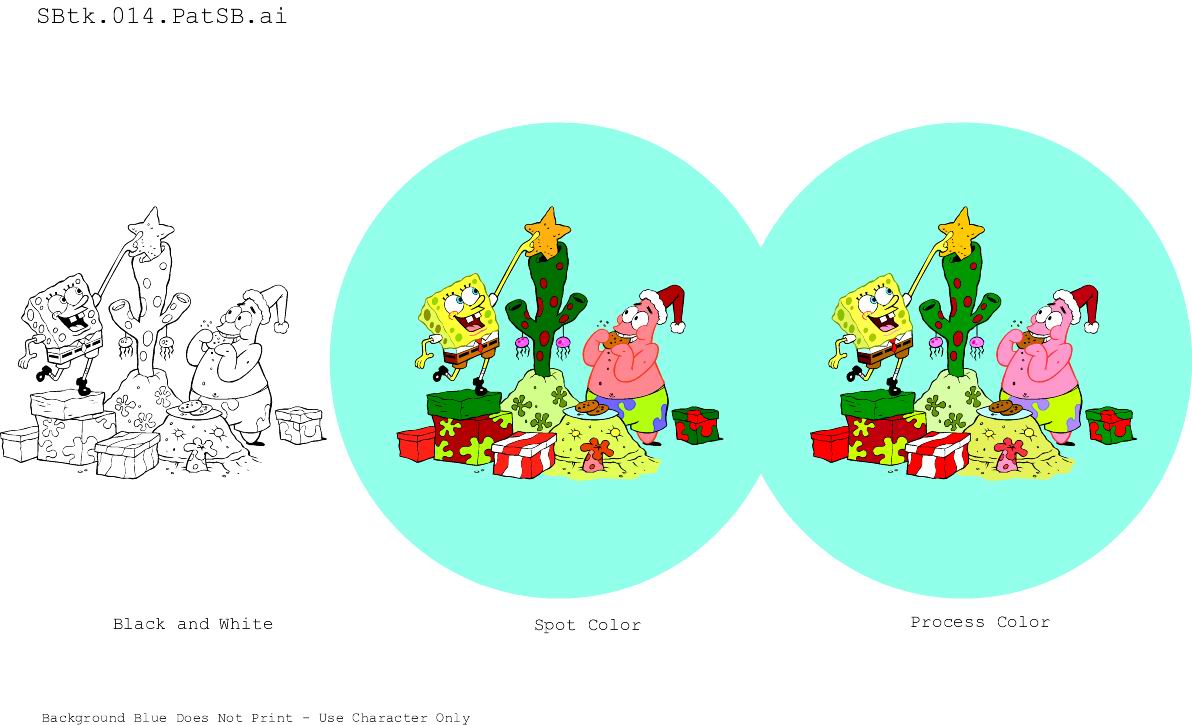 SBtk.014.PatSB.ai
Black and White
Spot Color
Process Color
Background Blue Does Not Print - Use Character Only